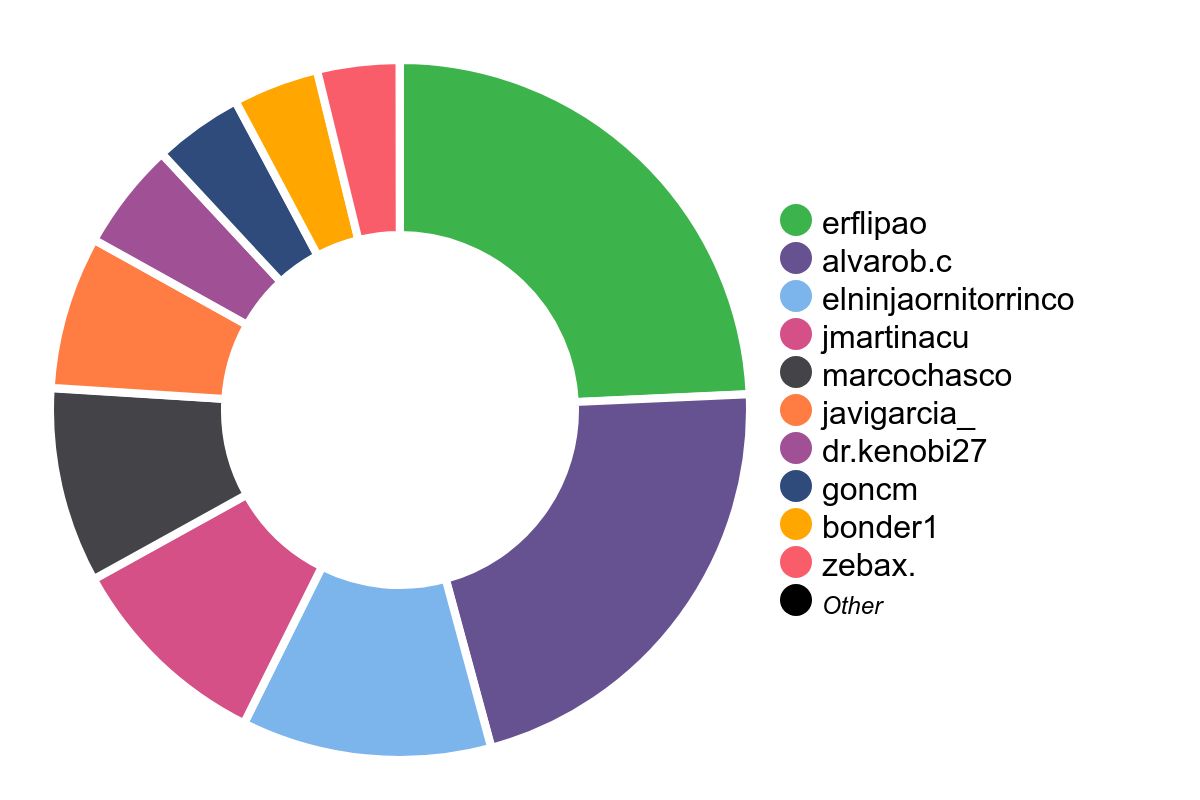 erflipao
alvarob.c
elninjaornitorrinco
jmartinacu
marcochasco
javigarcia_
dr.kenobi27
goncm
bonder1
zebax.
Other